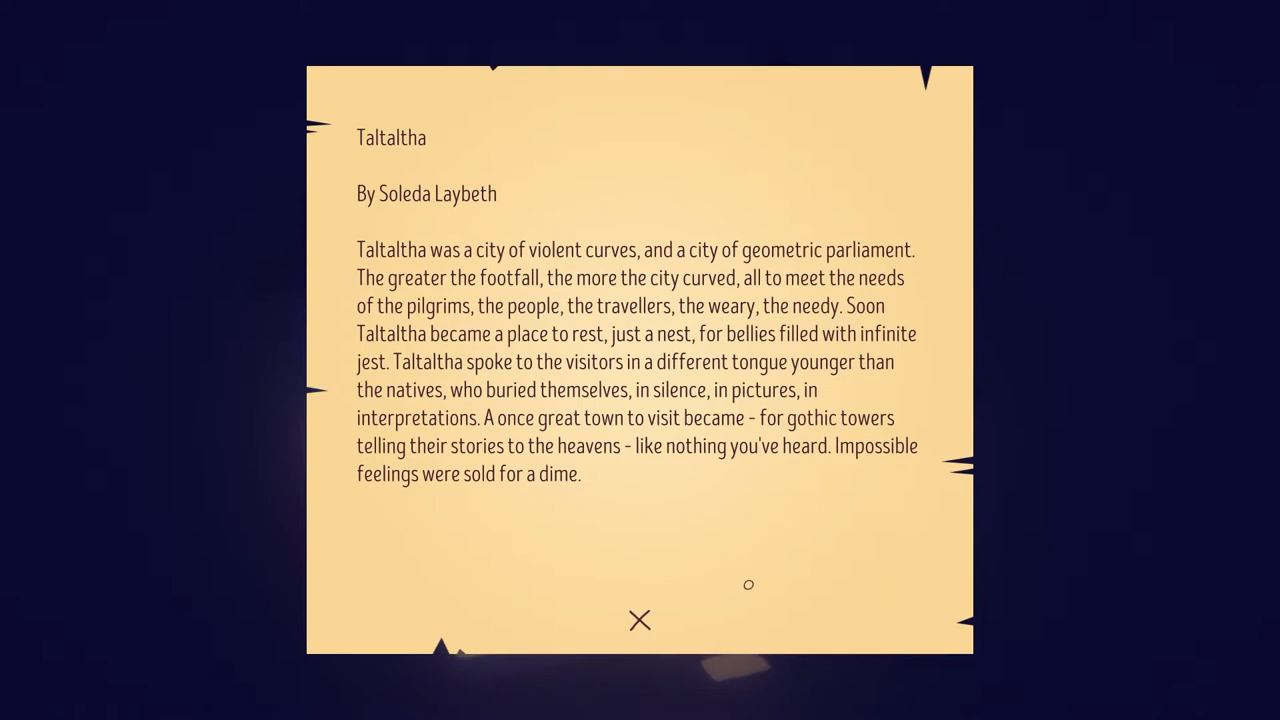 Taltaltha
By Soleda Laybeth
Taltaltha was a city of violent curves, and a city of geometric parliament.
The greater the footfall, the more the city curved, all to meet the needs
of the pilgrims, the people, the travellers, the weary, the needy. Soon
Taltaltha became a place to rest, just a nest, for bellies filled with infinite
jest. Taltaltha spoke to the visitors in a different tongue younger than
the natives, who buried themselves, in silence, in pictures, in
interpretations. A once great town to visit became - for gothic towers
telling their stories to the heavens - like nothing you've heard. Impossible
feelings were sold for a dime.